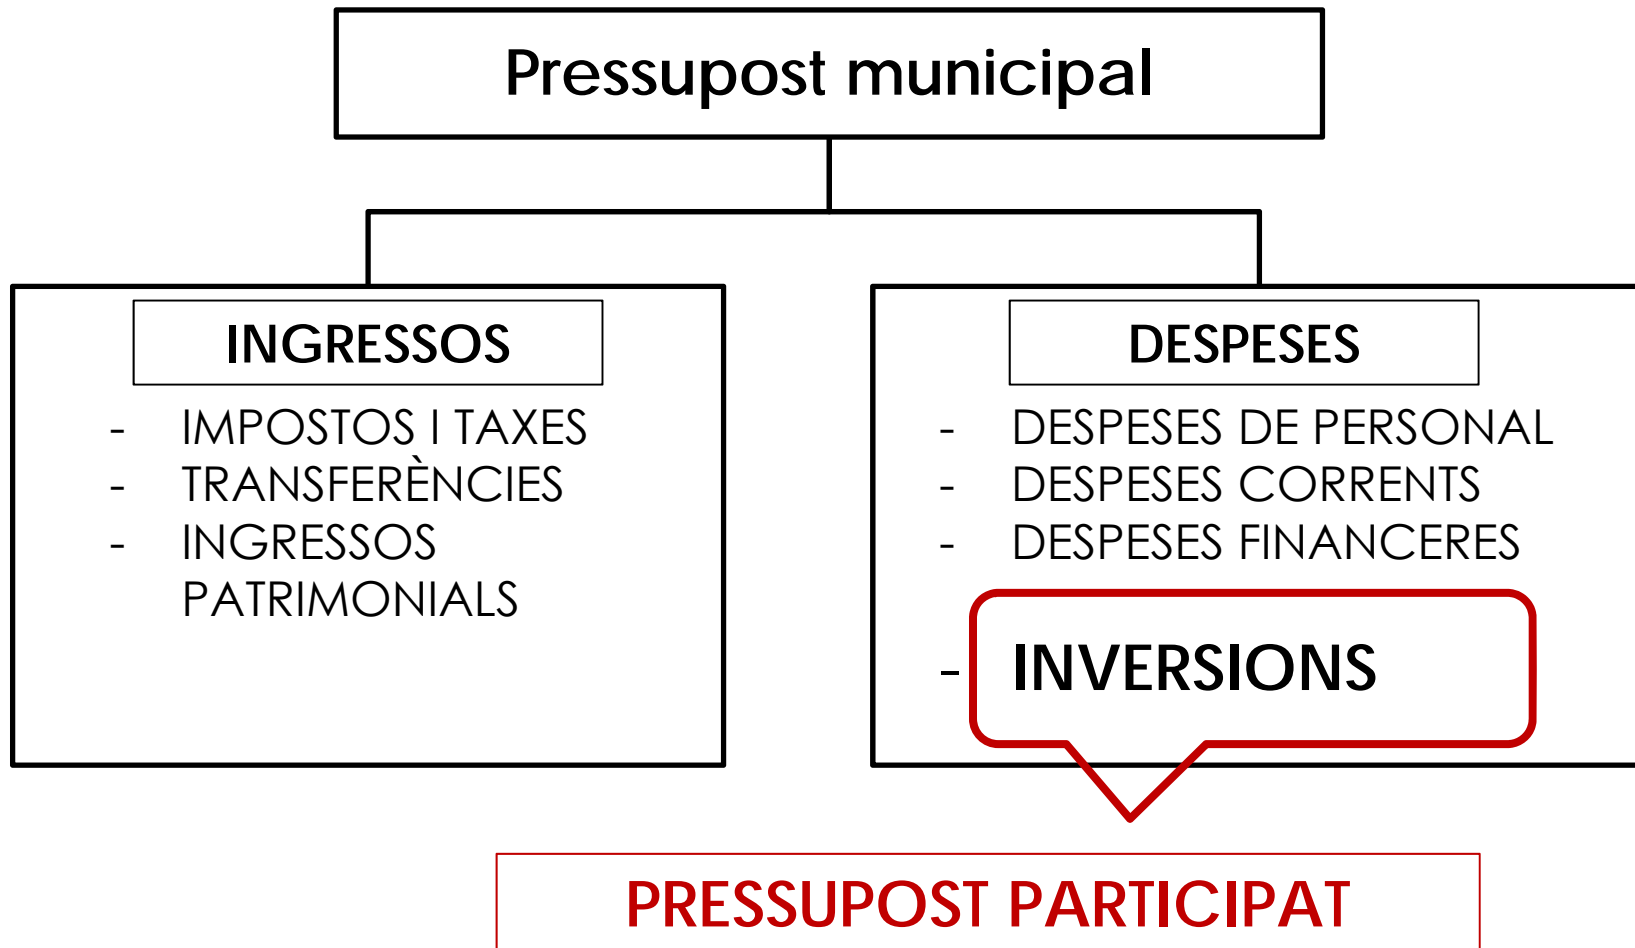 Pressupost municipal
INGRESSOS
- IMPOSTOS I TAXES
- TRANSFERÈNCIES
- INGRESSOS
PATRIMONIALS
DESPESES
- DESPESES DE PERSONAL
- DESPESES CORRENTS
- DESPESES FINANCERES
- INVERSIONS
PRESSUPOST PARTICIPAT